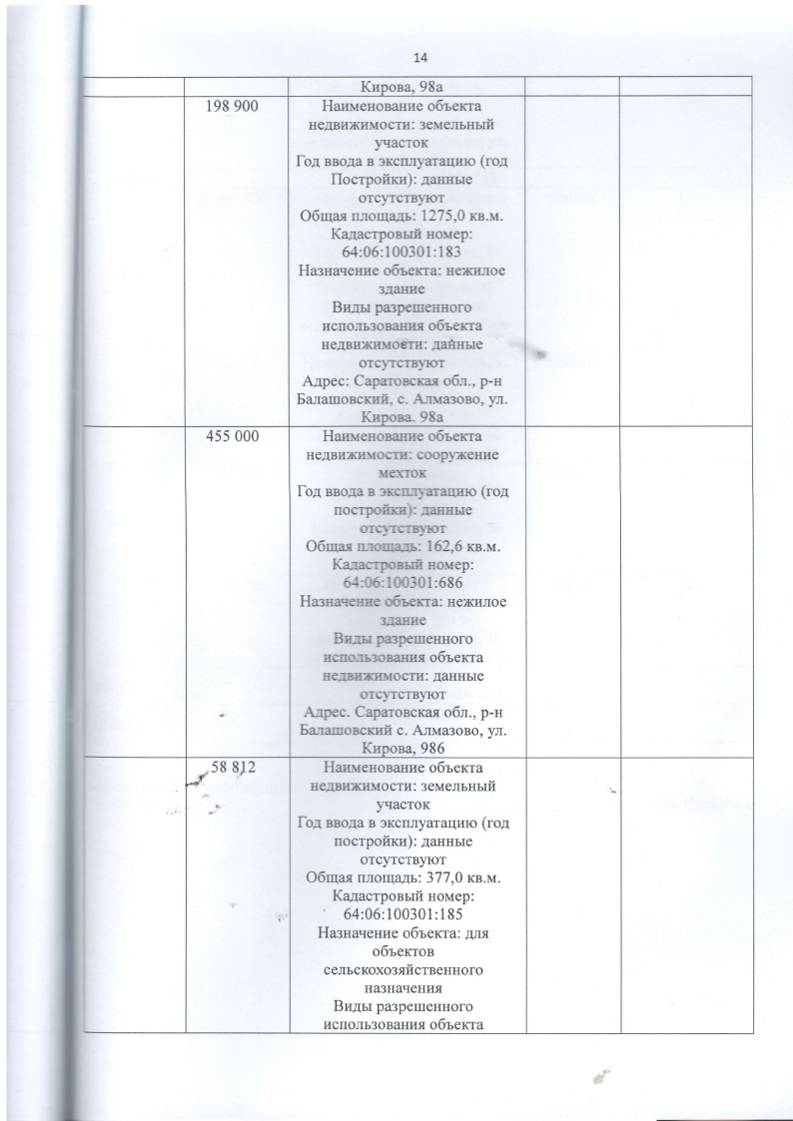 14
Кирова, 98а
198 900
Наименование объекта
недвижимости: земельный
участок
Год ввода в эксплуатацию (год
Постройки): данные
отсутствуют
Общая площадь: 1275,0 кв.м.
Кадастровый номер:
64:06:100301:183
Назначение объекта: нежилое
здание
Виды разрешенного
использования объекта
недвижимости: данные
отсутствуют
Адрес: Саратовская обл., р-н
Балашовский, с. Алмазово, ул.
Кирова. 98а
455 000
Наименование объекта
недвижимости: сооружение
мехток
Год ввода в эксплуатацию (год
постройки): данные
отсутствуют
Общая площадь: 162,6 кв.м.
Кадастровый номер:
64:06:100301:686
Назначение объекта: нежилое
здание
Виды разрешенного
использования объекта
недвижимости: данные
отсутствуют
Адрес. Саратовская обл., р-н
Балашовский с. Алмазово, ул.
Кирова, 986
58 812
Наименование объекта
недвижимости: земельный
участок
Год ввода в эксплуатацию (год
постройки): данные
отсутствуют
Общая площадь: 377,0 кв.м.
Кадастровый номер:
64:06:100301:185
Назначение объекта: для
объектов
сельскохозяйственного
назначения
Виды разрешенного
использования объекта